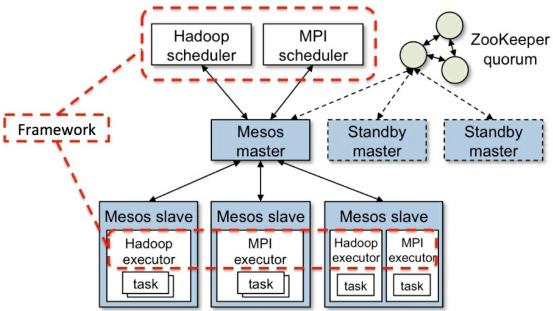 Hadoop
scheduler
MPI
scheduler
ZooKeeper
quorum
Framework
Mesos
master
Standby
master
Standby
master
Mesos slave
Hadoop
executor
task
Mesos slave
MPI
executor
task
Mesos slave
Hadoop
executor
task
MPI
executor
task